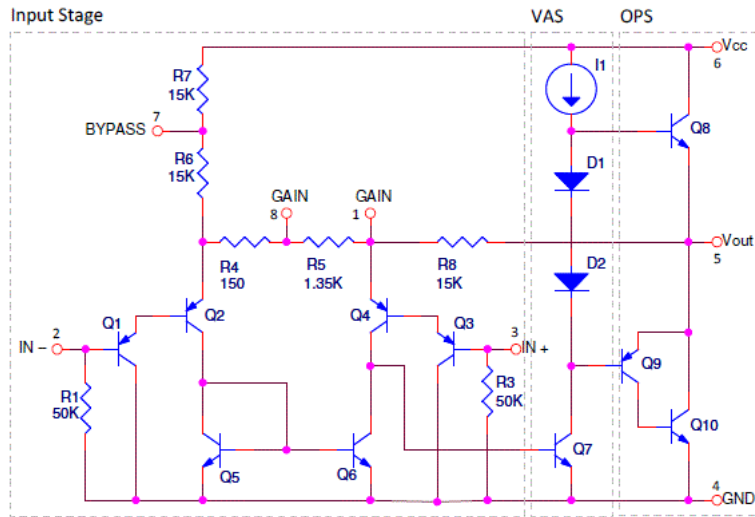 Input Stage
VAS
OPS
Vcc
6
R7
15K
I1
7
BYPASS
Q8
R6
15K
D1
GAIN
8
GAIN
1
Vout
5
R4
150
R5
1.35K
R8
15K
D2
Q1
Q2
Q4
Q3
2
IN –
3
IN +
Q9
R1
50K
R3
50K
Q10
Q5
Q6
Q7
4
GND